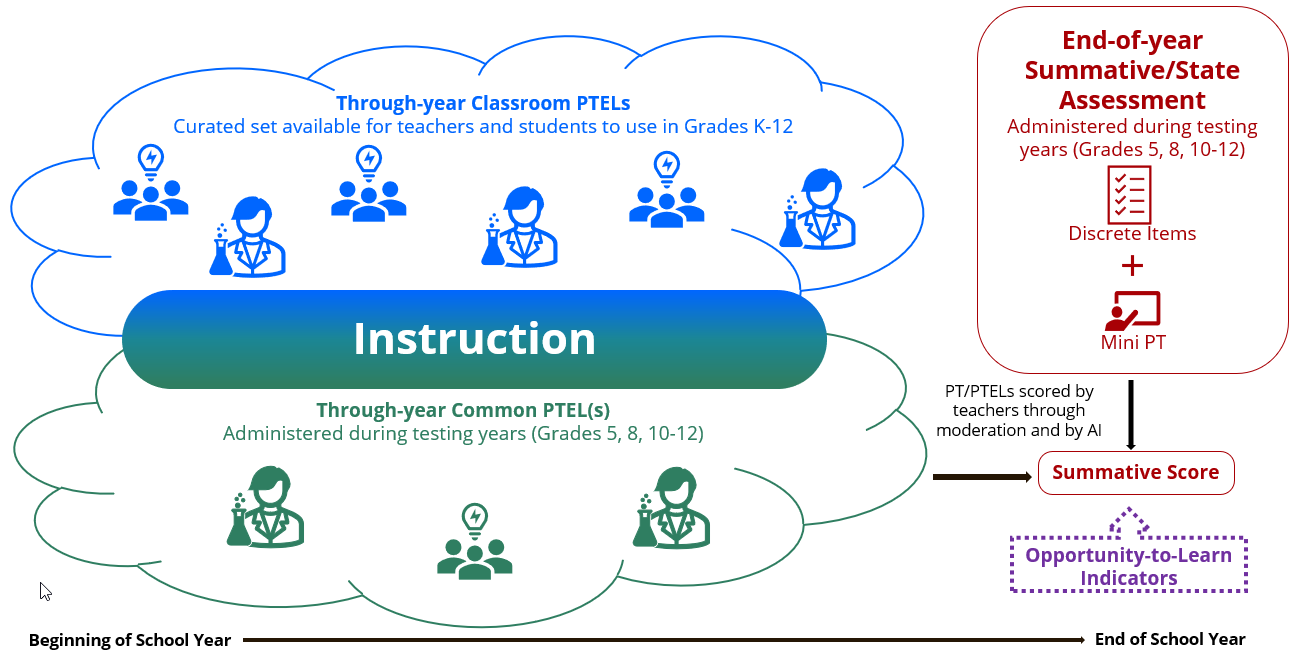 Through-year Classroom PTELs
Curated set available for teachers and students to use in Grades K-12
Instruction
Through-year Common PTEL(s)
Administered during testing years (Grades 5, 8, 10-12)
End-of-year
Summative/State
Assessment
Administered during testing
years (Grades 5, 8, 10-12)
Discrete Items
+
Mini PT
PT/PTELs scored by
teachers through
moderation and by AI
Summative Score
Opportunity-to-Learn
Indicators
Beginning of School Year
End of School Year